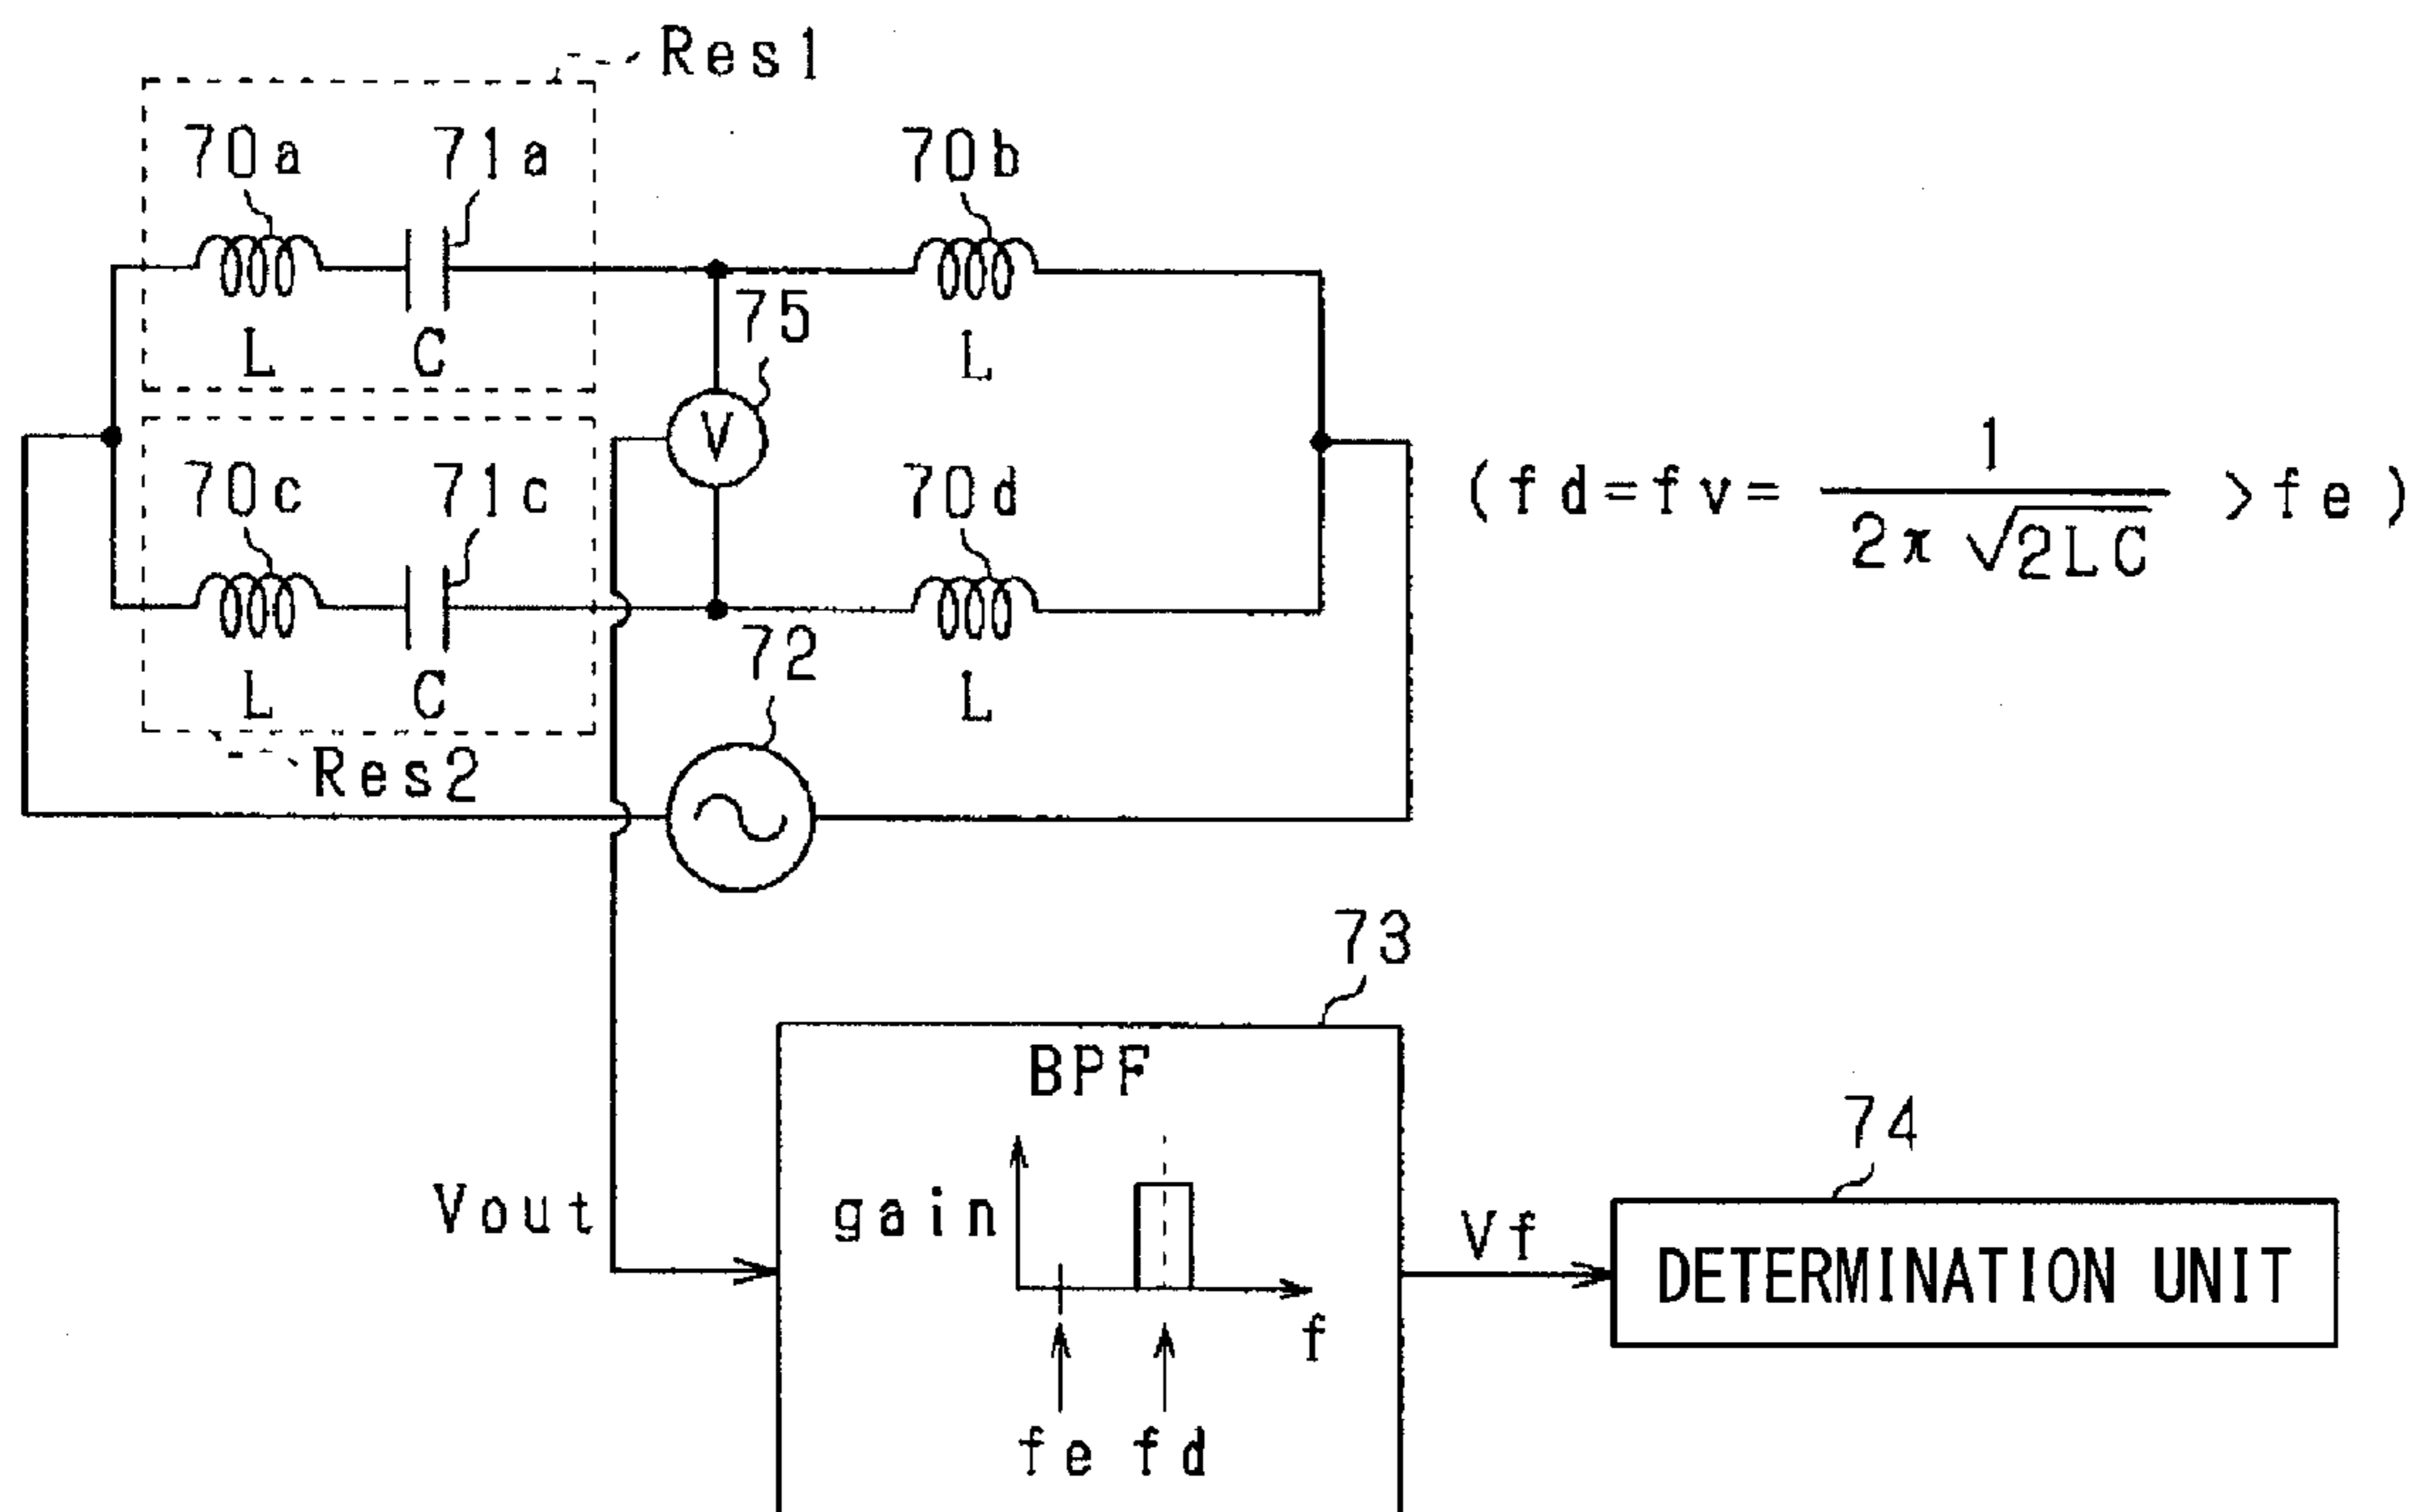 Res1
70a 71a 70b
L C L
75
V
70c 71c 70d
L C L
(fd=fv= 1/2π√2LC >fe)
72
Res2
73
BPF
gain
f
fe fd
Vout
Vf
74
DETERMINATION UNIT